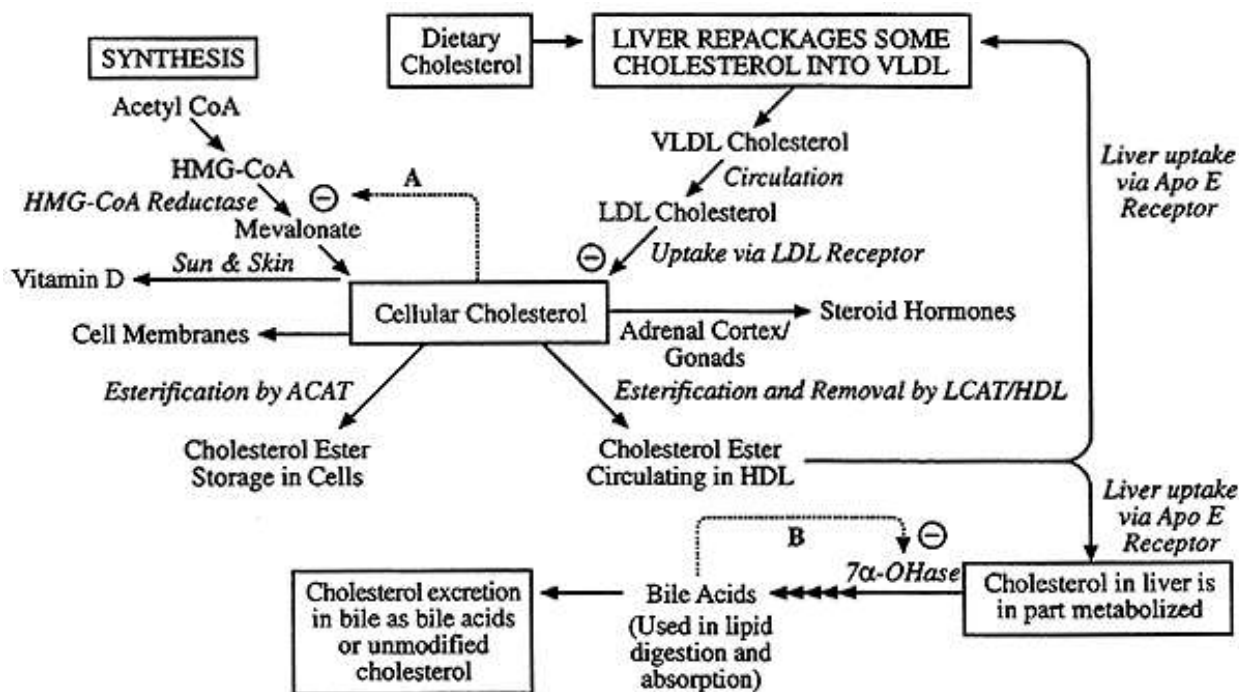 SYNTHESIS
Acetyl CoA
HMG-CoA
HMG-CoA Reductase
Mevalonate
A
Dietary
Cholesterol
LIVER REPACKAGES SOME
CHOLESTEROL INTO VLDL
VLDL Cholesterol
Circulation
LDL Cholesterol
Uptake via LDL Receptor
Liver uptake
via Apo E
Receptor
Sun & Skin
Vitamin D
Cellular Cholesterol
Cell Membranes
Steroid Hormones
Adrenal Cortex/
Gonads
Esterification by ACAT
Esterification and Removal by LCAT/HDL
Cholesterol Ester
Storage in Cells
Cholesterol Ester
Circulating in HDL
Liver uptake
via Apo E
Receptor
B
7α-OHase
Cholesterol excretion
in bile as bile acids
or unmodified
cholesterol
Bile Acids
(Used in lipid
digestion and
absorption)
Cholesterol in liver is
in part metabolized